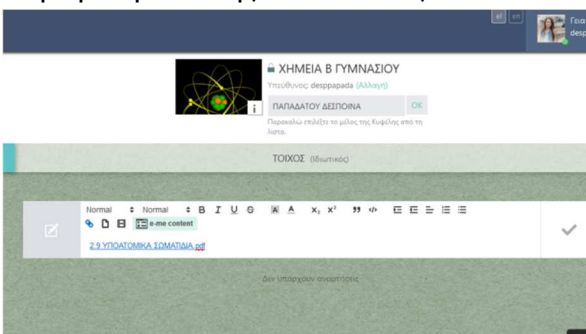 el en
Γεια
desp
ΧΗΜΕΙΑ Β ΓΥΜΝΑΣΙΟΥ
Υπεύθυνος: desppapada (Αλλαγή)
ΠΑΠΑΔΑΤΟΥ ΔΕΣΠΟΙΝΑ OK
Παρακαλώ επιλέξτε το μέλος της Κυψέλης από τη
λίστα.
ΤΟΙΧΟΣ (Ιδιωτικός)
Normal Normal B I U
X₂ X²
e-me content
2.9 ΥΠΟΑΤΟΜΙΚΑ ΣΩΜΑΤΙΔΙΑ.pdf
Δεν υπάρχουν αναρτήσεις